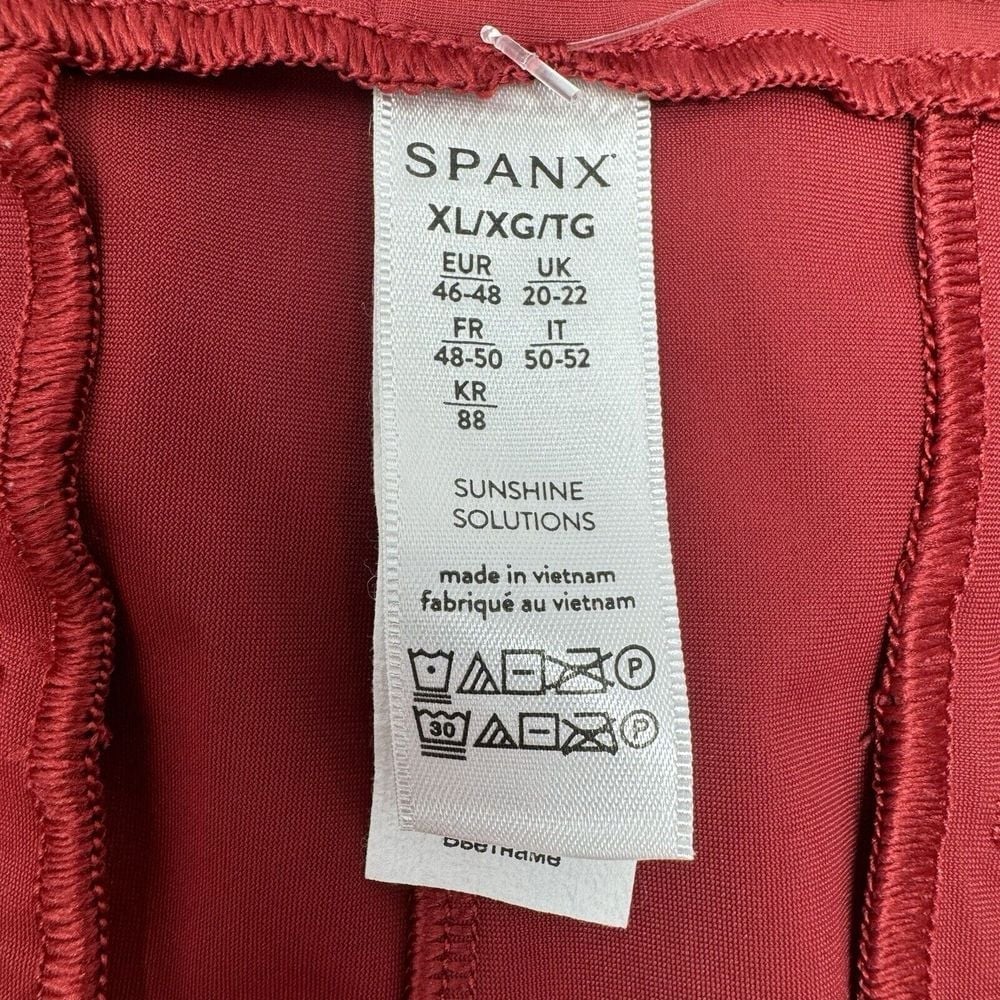 SPANX
XL/XG/TG
EUR UK
46-48 20-22
FR IT
48-50 50-52
KR
88
SUNSHINE
SOLUTIONS
made in vietnam
fabriqué au vietnam
P
30 P